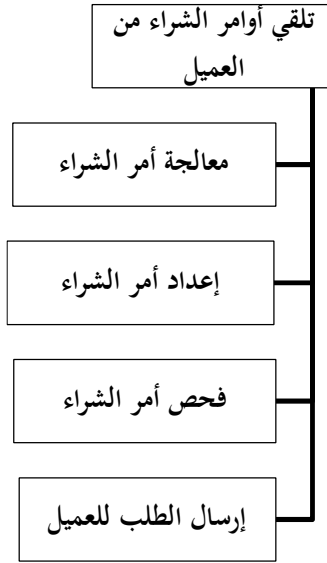 تلقي أوامر الشراء من
العميل
معالجة أمر الشراء
إعداد أمر الشراء
فحص أمر الشراء
إرسال الطلب للعميل